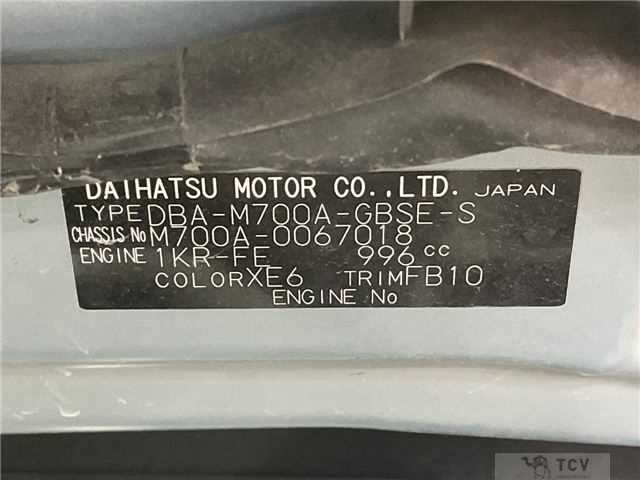 DAIHATSU MOTOR CO.,LTD. JAPAN
TYPE DBA-M700A-GBSE-S
CHASSIS No M700A-0067018
ENGINE 1KR-FE 996 cc
COLOR XE6 TRIM FB10
ENGINE No
TCV